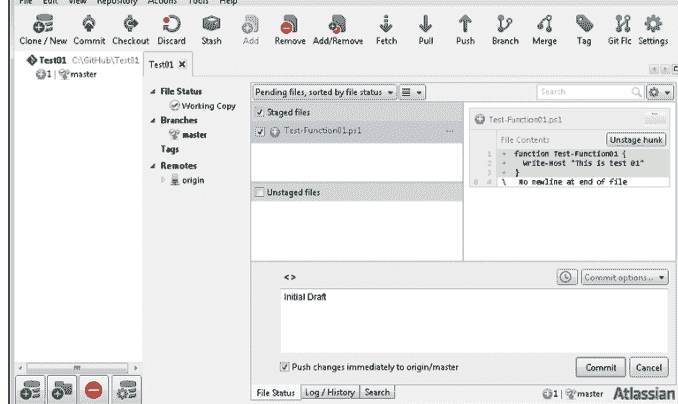 File Edit View Repository Actions Tools Help
Clone / New Commit Checkout Discard Stash Add Remove Add/Remove Fetch Pull Push Branch Merge Tag Git Flc Settings
Test01 C:\GitHub\Test01
1 master
Test01
File Status
Working Copy
Branches
master
Tags
Remotes
origin
Pending files, sorted by file status
Search
Staged files
Test-Function01.ps1
Unstaged files
Test-Function01.ps1
File Contents Unstage hunk
1 + function Test-Function01 {
2 + Write-Host "This is test 01"
3 + }
0 4 \ No newline at end of file
<> Commit options...
Initial Draft
Push changes immediately to origin/master
Commit Cancel
File Status Log / History Search
1 master Atlassian